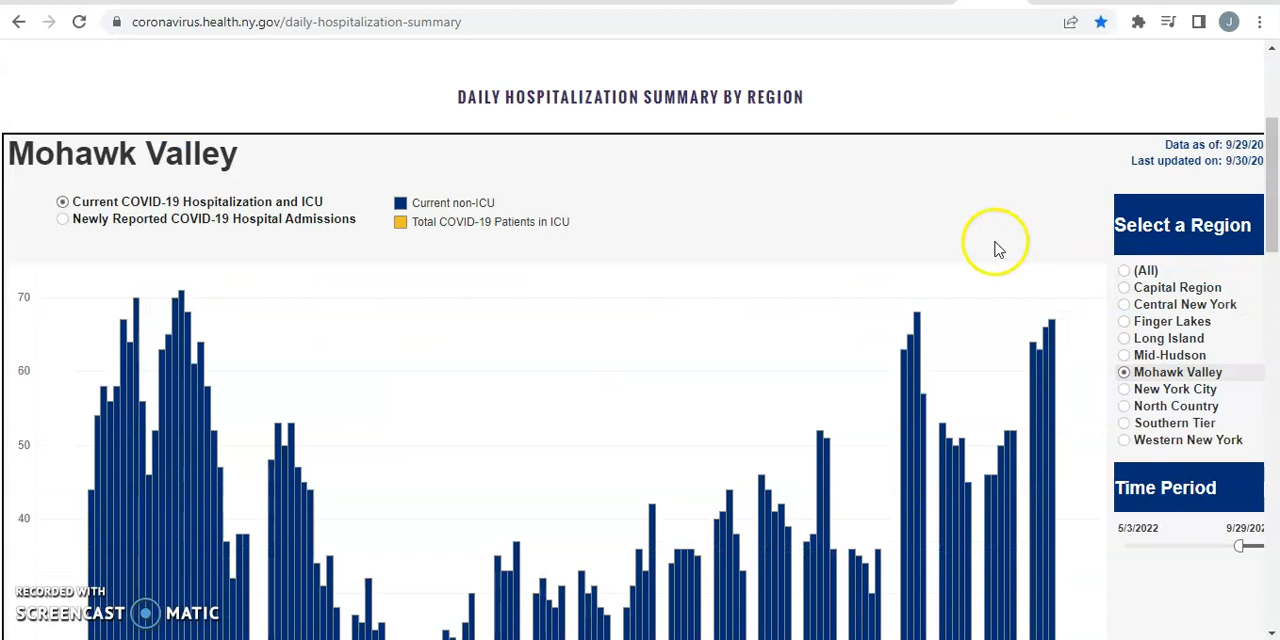 coronavirus.health.ny.gov/daily-hospitalization-summary
J
DAILY HOSPITALIZATION SUMMARY BY REGION
Mohawk Valley
Data as of: 9/29/20
Last updated on: 9/30/20
Current COVID-19 Hospitalization and ICU
Newly Reported COVID-19 Hospital Admissions
Current non-ICU
Total COVID-19 Patients in ICU
Select a Region
(All)
Capital Region
Central New York
Finger Lakes
Long Island
Mid-Hudson
Mohawk Valley
New York City
North Country
Southern Tier
Western New York
Time Period
5/3/2022
9/29/202
70
60
50
40
RECORDED WITH
SCREENCAST MATIC